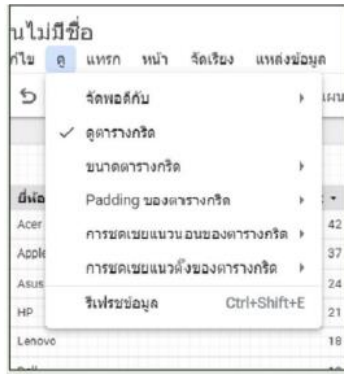 นไม่มีชื่อ
ก้ไข ดู แทรก หน้า จัดเรียง แหล่งข้อมูล
จัดพอดีกับ
ดูตารางกริด
ขนาดตารางกริด
ยี่ห้อ
Padding ของตารางกริด
Acer 42
การชดเชยแนวนอนของตารางกริด
Apple 37
การชดเชยแนวตั้งของตารางกริด
Asus 24
รีเฟรชข้อมูล Ctrl+Shift+E
HP 21
Lenovo 18